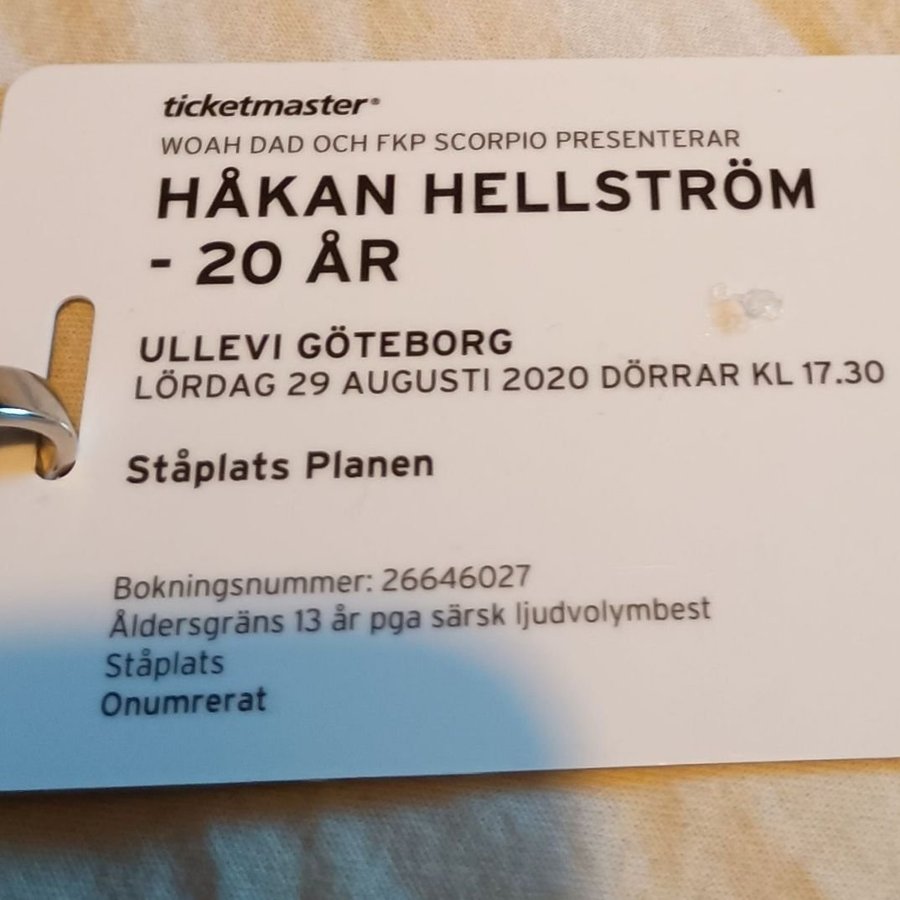 ticketmaster®
WOAH DAD OCH FKP SCORPIO PRESENTERAR
HÅKAN HELLSTRÖM
- 20 ÅR
ULLEVI GÖTEBORG
LÖRDAG 29 AUGUSTI 2020 DÖRRAR KL 17.30
Ståplats Planen
Bokningsnummer: 26646027
Åldersgräns 13 år pga särsk ljudvolymbest
Ståplats
Onumrerat